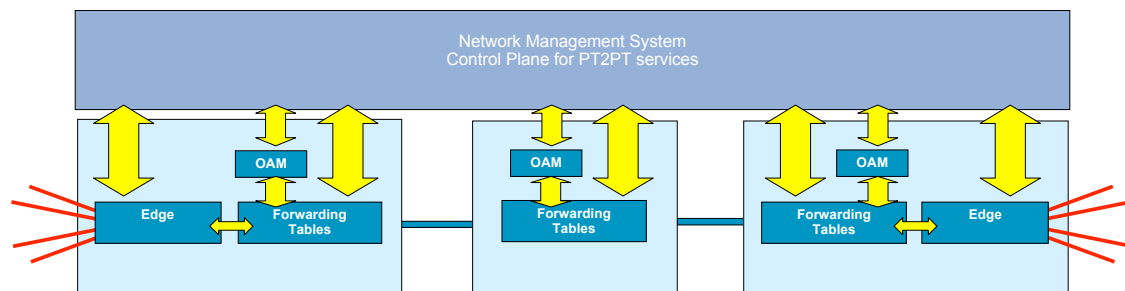 Network Management System
Control Plane for PT2PT services
OAM
OAM
OAM
Edge
Forwarding
Tables
Forwarding
Tables
Forwarding
Tables
Edge